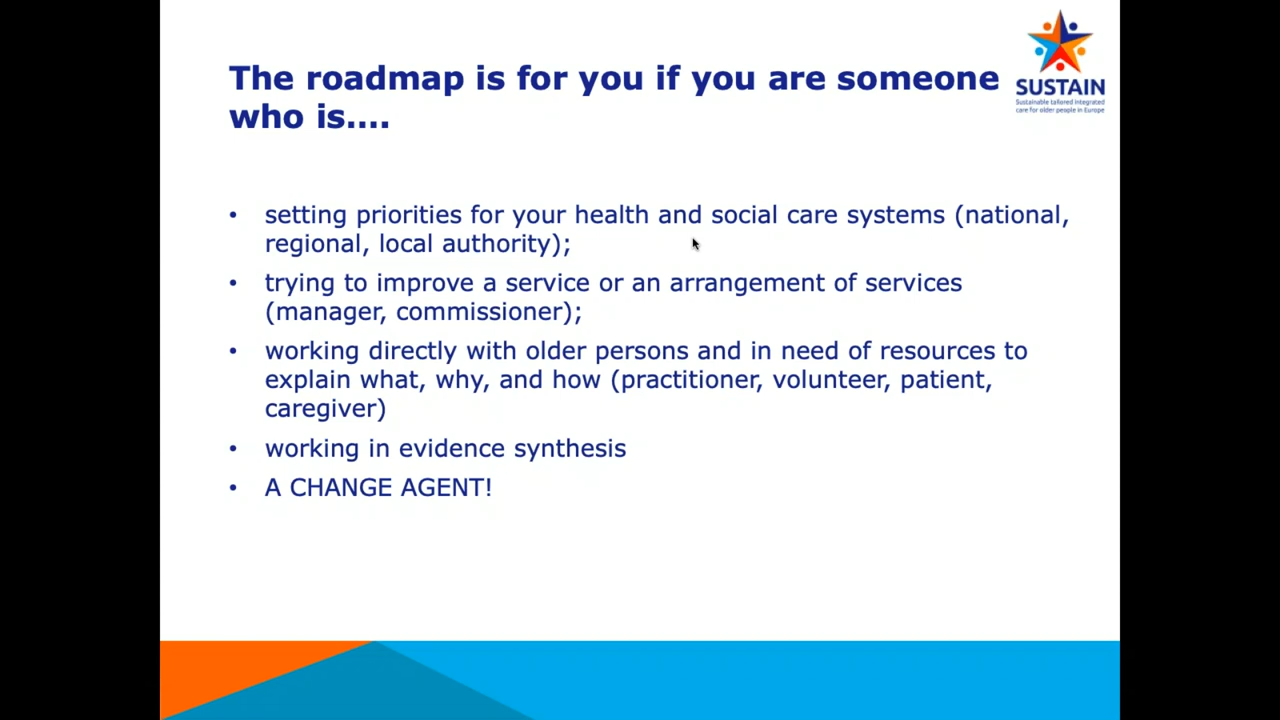 The roadmap is for you if you are someone
who is....
SUSTAIN
Sustainable tailored integrated
care for older people in Europe
• setting priorities for your health and social care systems (national,
regional, local authority);
• trying to improve a service or an arrangement of services
(manager, commissioner);
• working directly with older persons and in need of resources to
explain what, why, and how (practitioner, volunteer, patient,
caregiver)
• working in evidence synthesis
• A CHANGE AGENT!